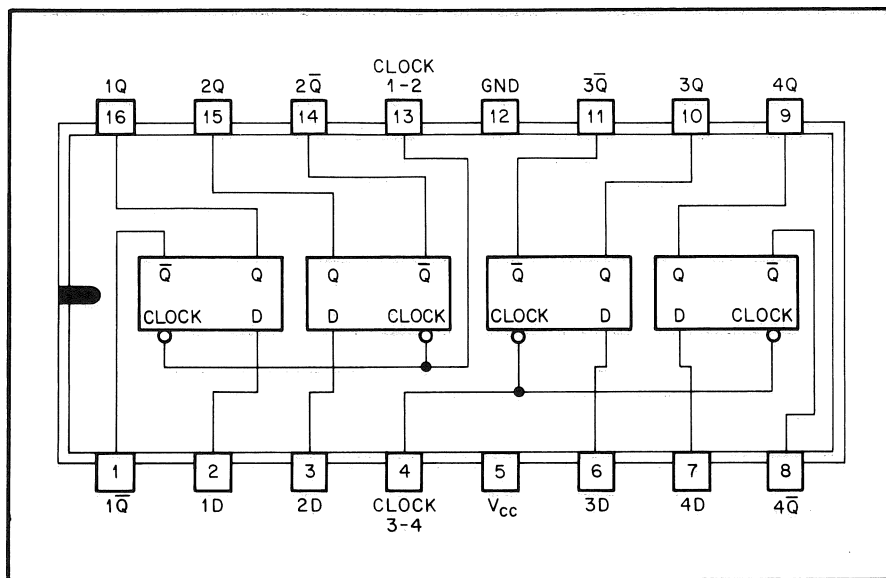 1Q 2Q 2Q̅ CLOCK 1-2 GND 3Q̅ 3Q 4Q
16 15 14 13 12 11 10 9
Q̅ Q Q Q̅ Q̅ Q Q Q̅
CLOCK D D CLOCK CLOCK D D CLOCK
1 2 3 4 5 6 7 8
1Q̅ 1D 2D CLOCK 3-4 VCC 3D 4D 4Q̅